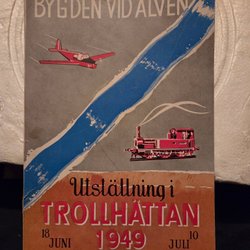 BYGDEN VID ÄLVEN
Utställning i
TROLLHÄTTAN
18 JUNI 1949 10 JULI